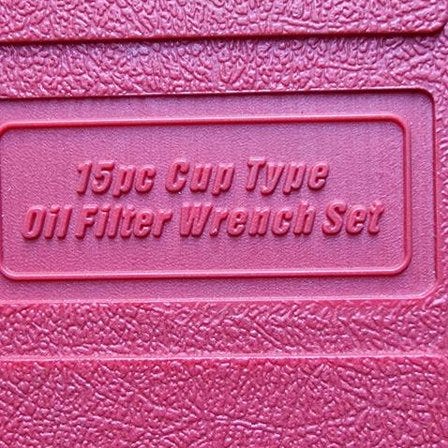 15pc Cup Type
Oil Filter Wrench Set